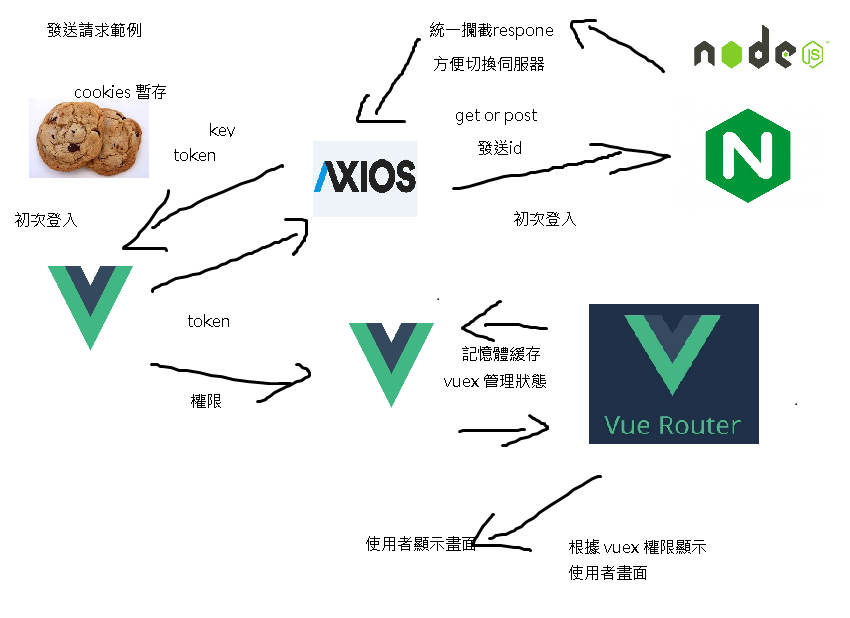 發送請求範例
統一攔截respone
方便切換伺服器
node
JS
cookies 暫存
key
token
AXIOS
get or post
發送id
N
初次登入
初次登入
token
權限
記憶體緩存
vuex 管理狀態
Vue Router
使用者顯示畫面
根據 vuex 權限顯示
使用者畫面